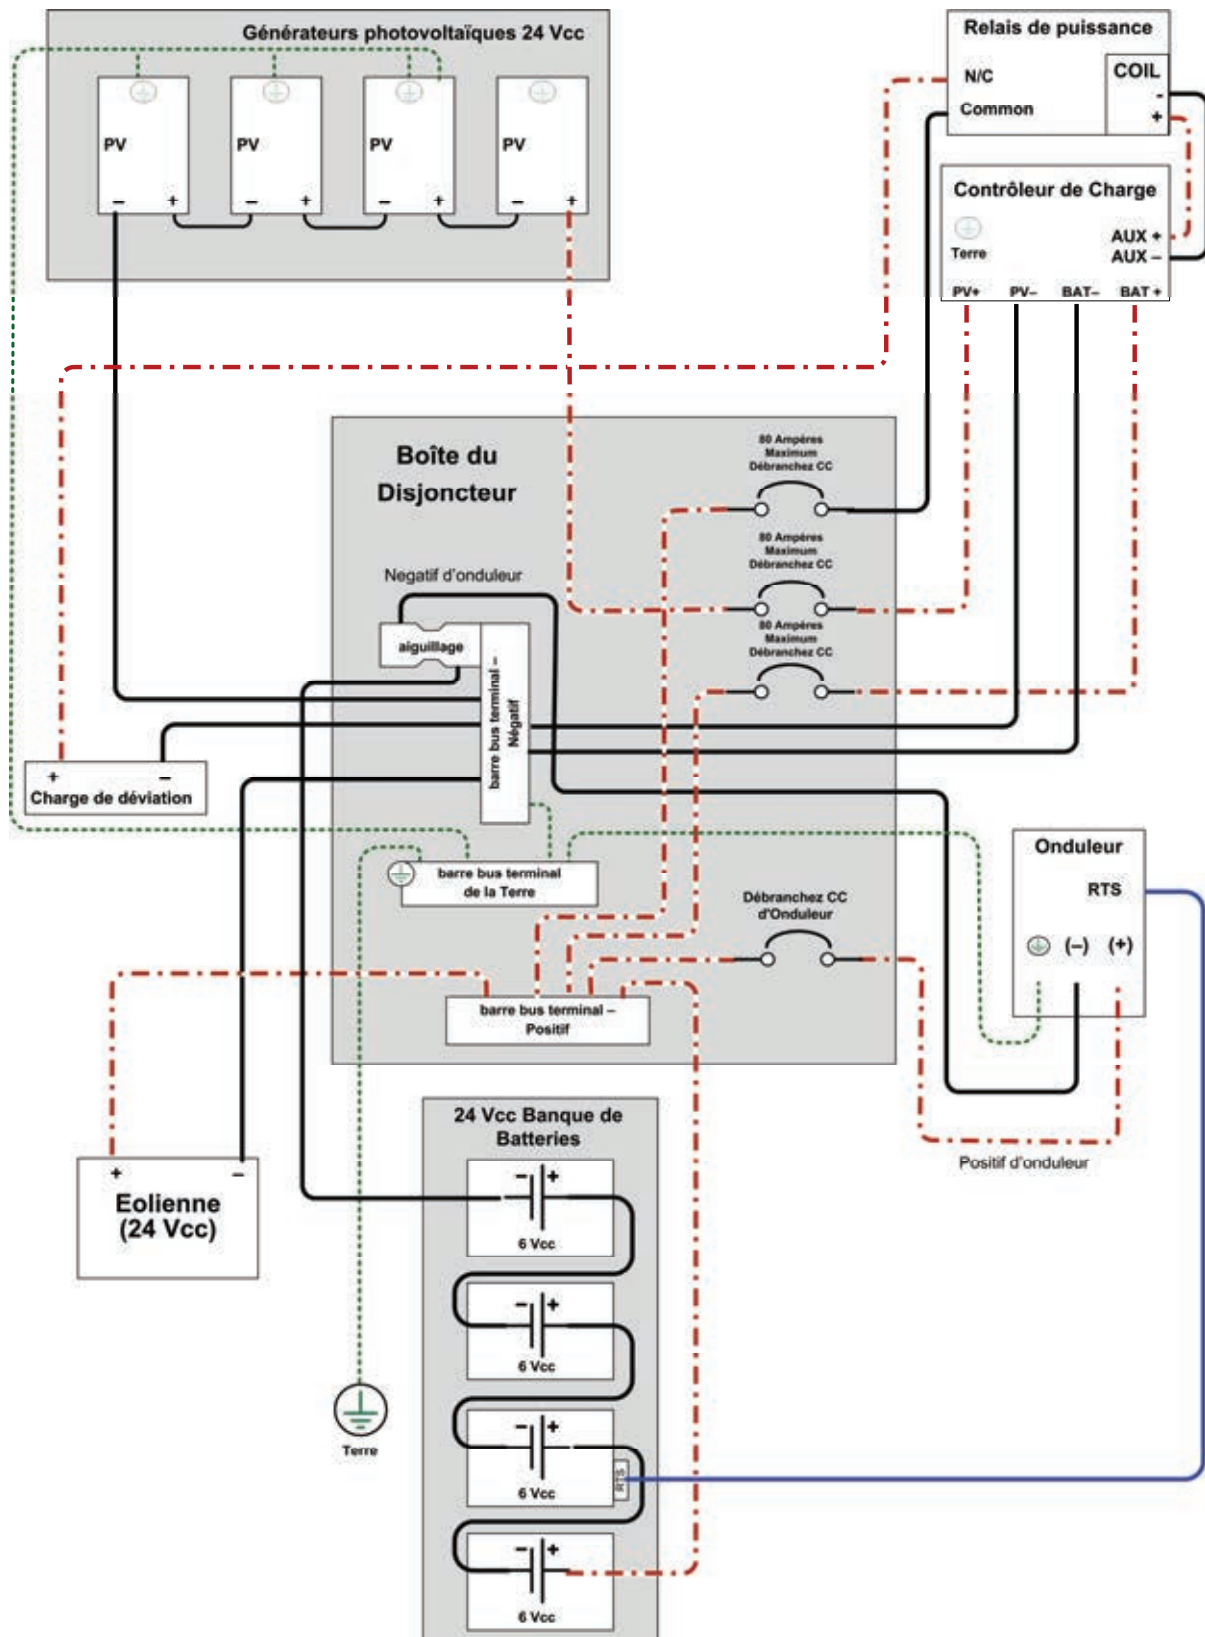 Générateurs photovoltaïques 24 Vcc
PV
PV
PV
PV
– +
– +
– +
– +
Relais de puissance
N/C
COIL
-
Common
+
Contrôleur de Charge
Terre
AUX +
AUX –
PV+ PV– BAT– BAT +
Boîte du
Disjoncteur
80 Ampères
Maximum
Débranchez CC
80 Ampères
Maximum
Débranchez CC
80 Ampères
Maximum
Débranchez CC
Negatif d'onduleur
aiguillage
barre bus terminal –
Négatif
+ –
Charge de déviation
barre bus terminal
de la Terre
Débranchez CC
d'Onduleur
barre bus terminal –
Positif
Onduleur
RTS
(–) (+)
Positif d'onduleur
+ –
Eolienne
(24 Vcc)
24 Vcc Banque de
Batteries
– +
6 Vcc
– +
6 Vcc
– +
6 Vcc
RTS
– +
6 Vcc
Terre